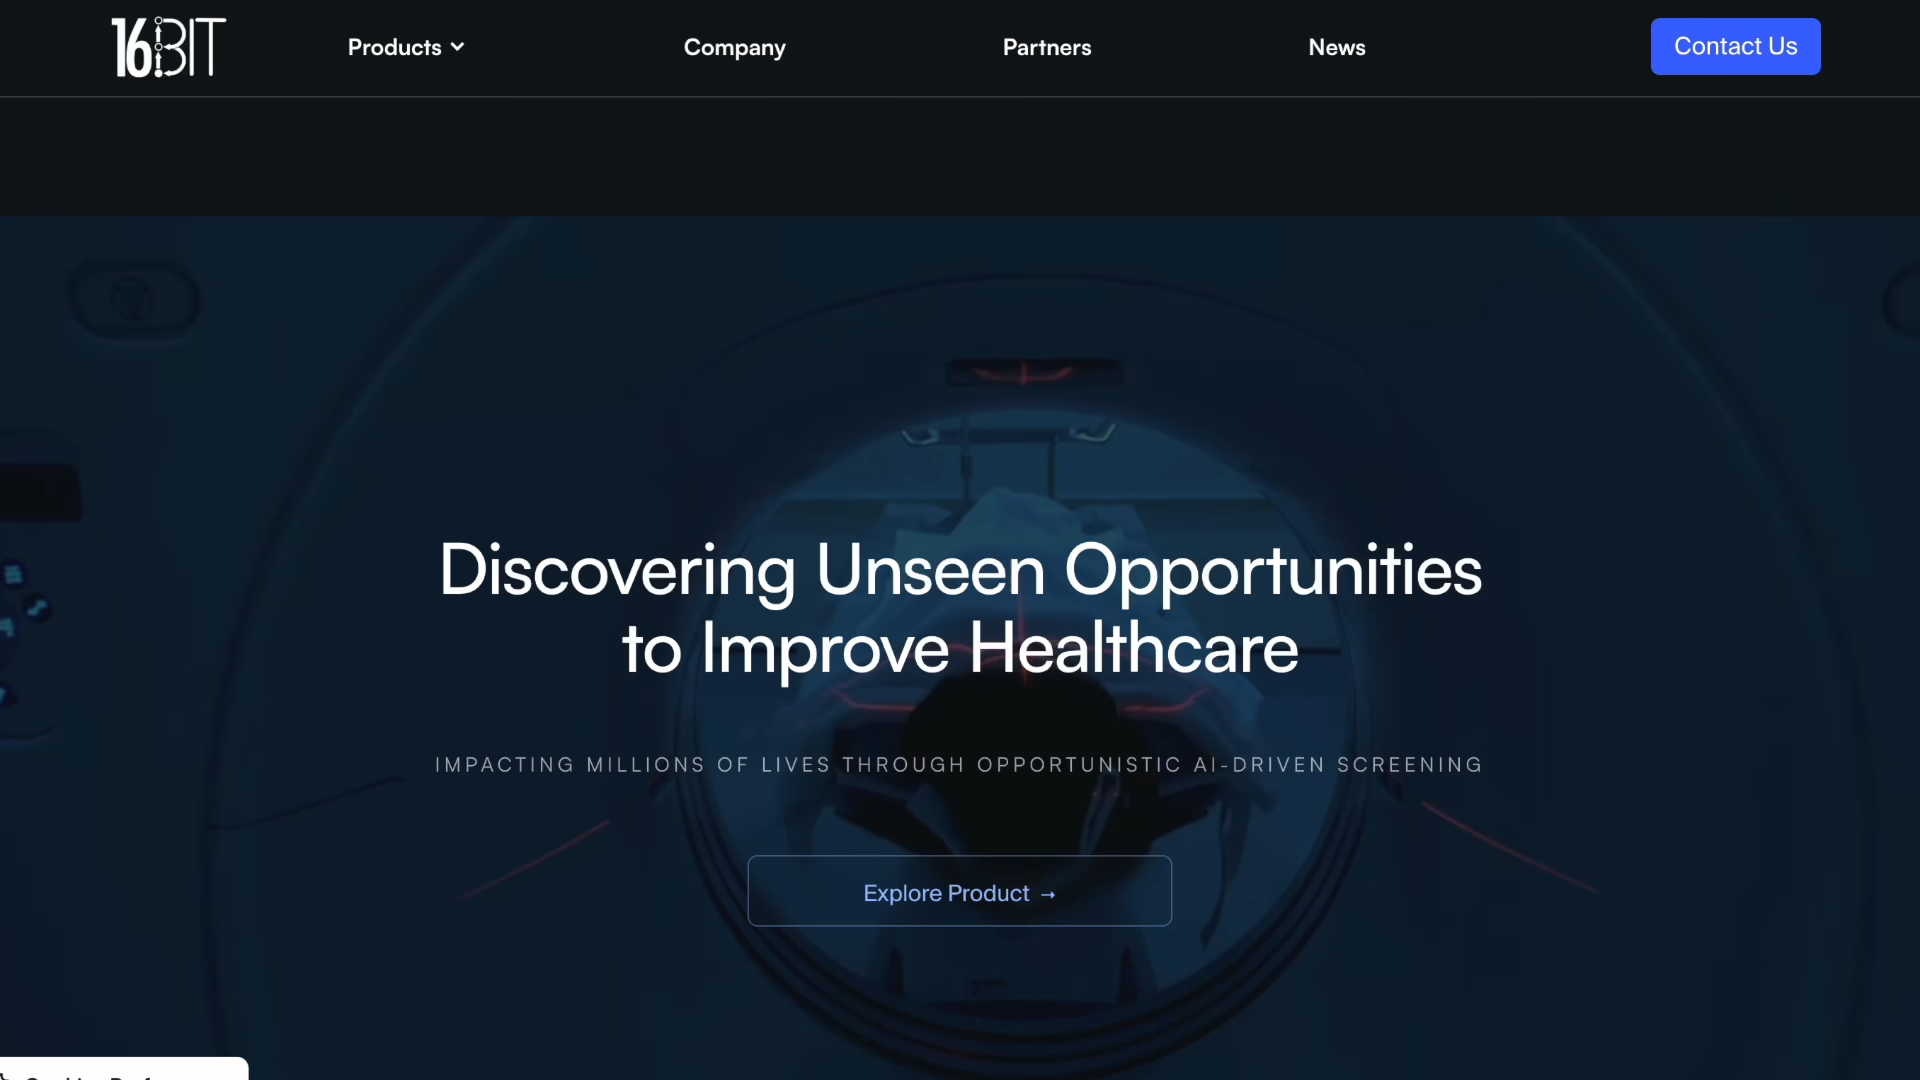 16BIT
Products
Company
Partners
News
Contact Us
Discovering Unseen Opportunities
to Improve Healthcare
IMPACTING MILLIONS OF LIVES THROUGH OPPORTUNISTIC AI-DRIVEN SCREENING
Explore Product →